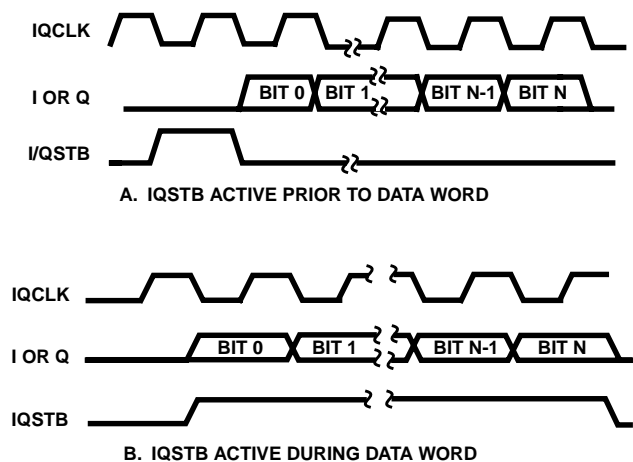 IQCLK
I OR Q
BIT 0
BIT 1
BIT N-1
BIT N
I/QSTB
A. IQSTB ACTIVE PRIOR TO DATA WORD
IQCLK
I OR Q
BIT 0
BIT 1
BIT N-1
BIT N
IQSTB
B. IQSTB ACTIVE DURING DATA WORD